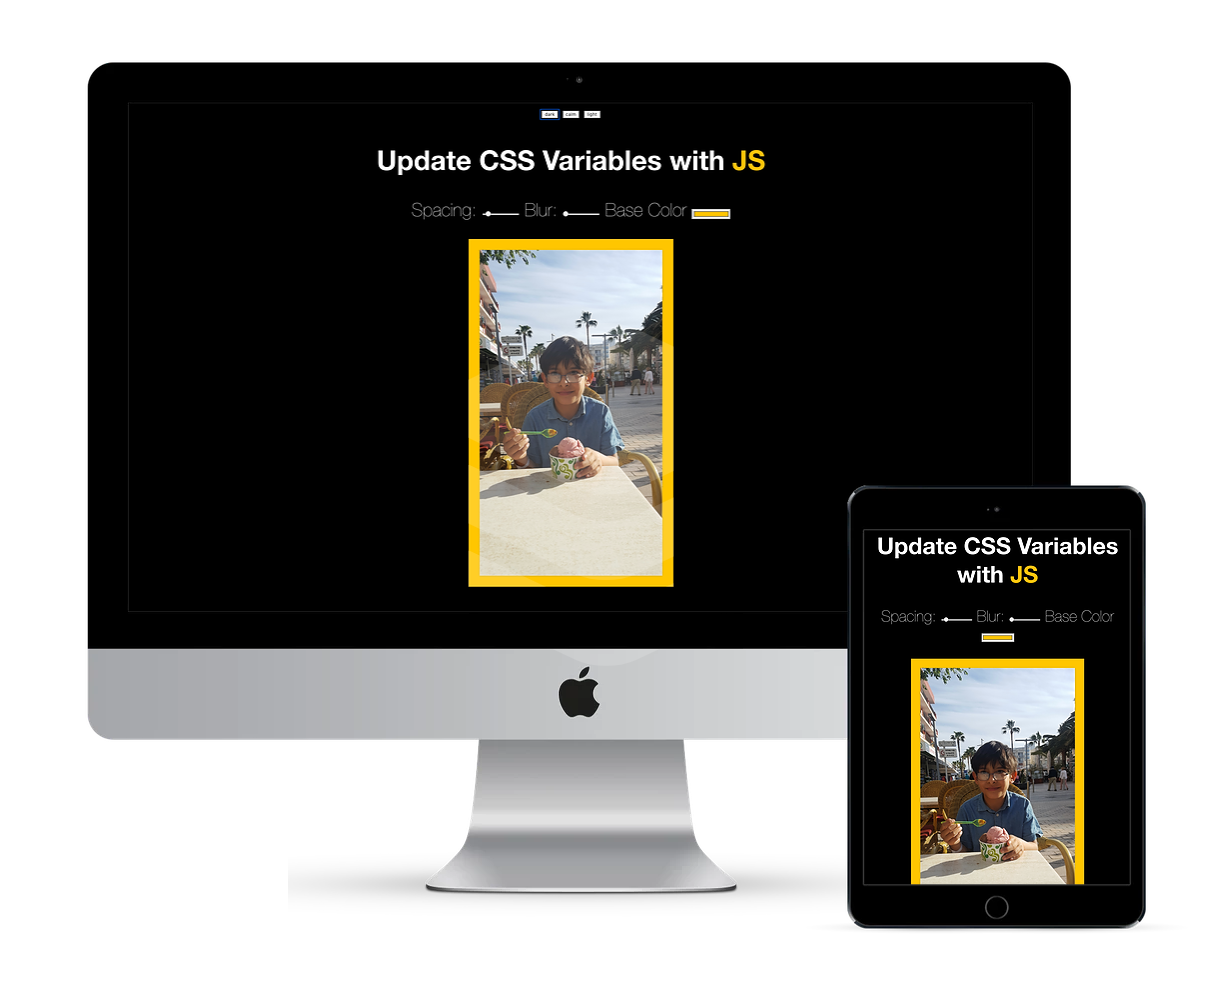 dark calm light
Update CSS Variables with JS
Spacing: Blur: Base Color
Update CSS Variables
with JS
Spacing: Blur: Base Color